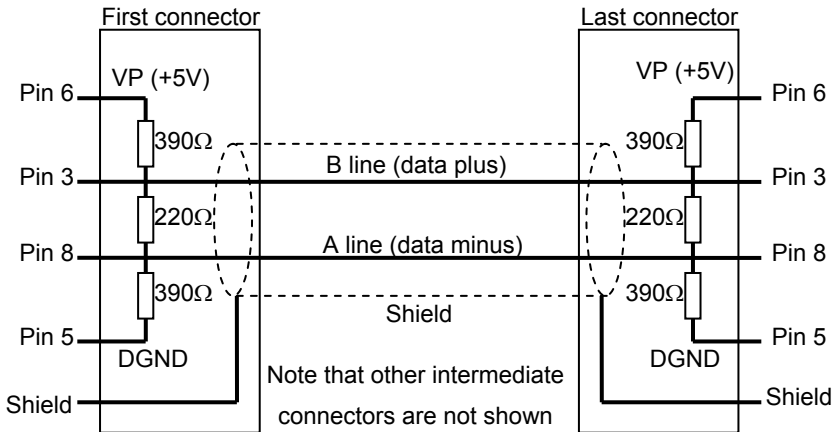 First connector
Last connector
VP (+5V)
VP (+5V)
Pin 6
Pin 6
390Ω
390Ω
B line (data plus)
Pin 3
Pin 3
220Ω
220Ω
A line (data minus)
Pin 8
Pin 8
390Ω
390Ω
Shield
Pin 5
Pin 5
DGND
DGND
Note that other intermediate
connectors are not shown
Shield
Shield